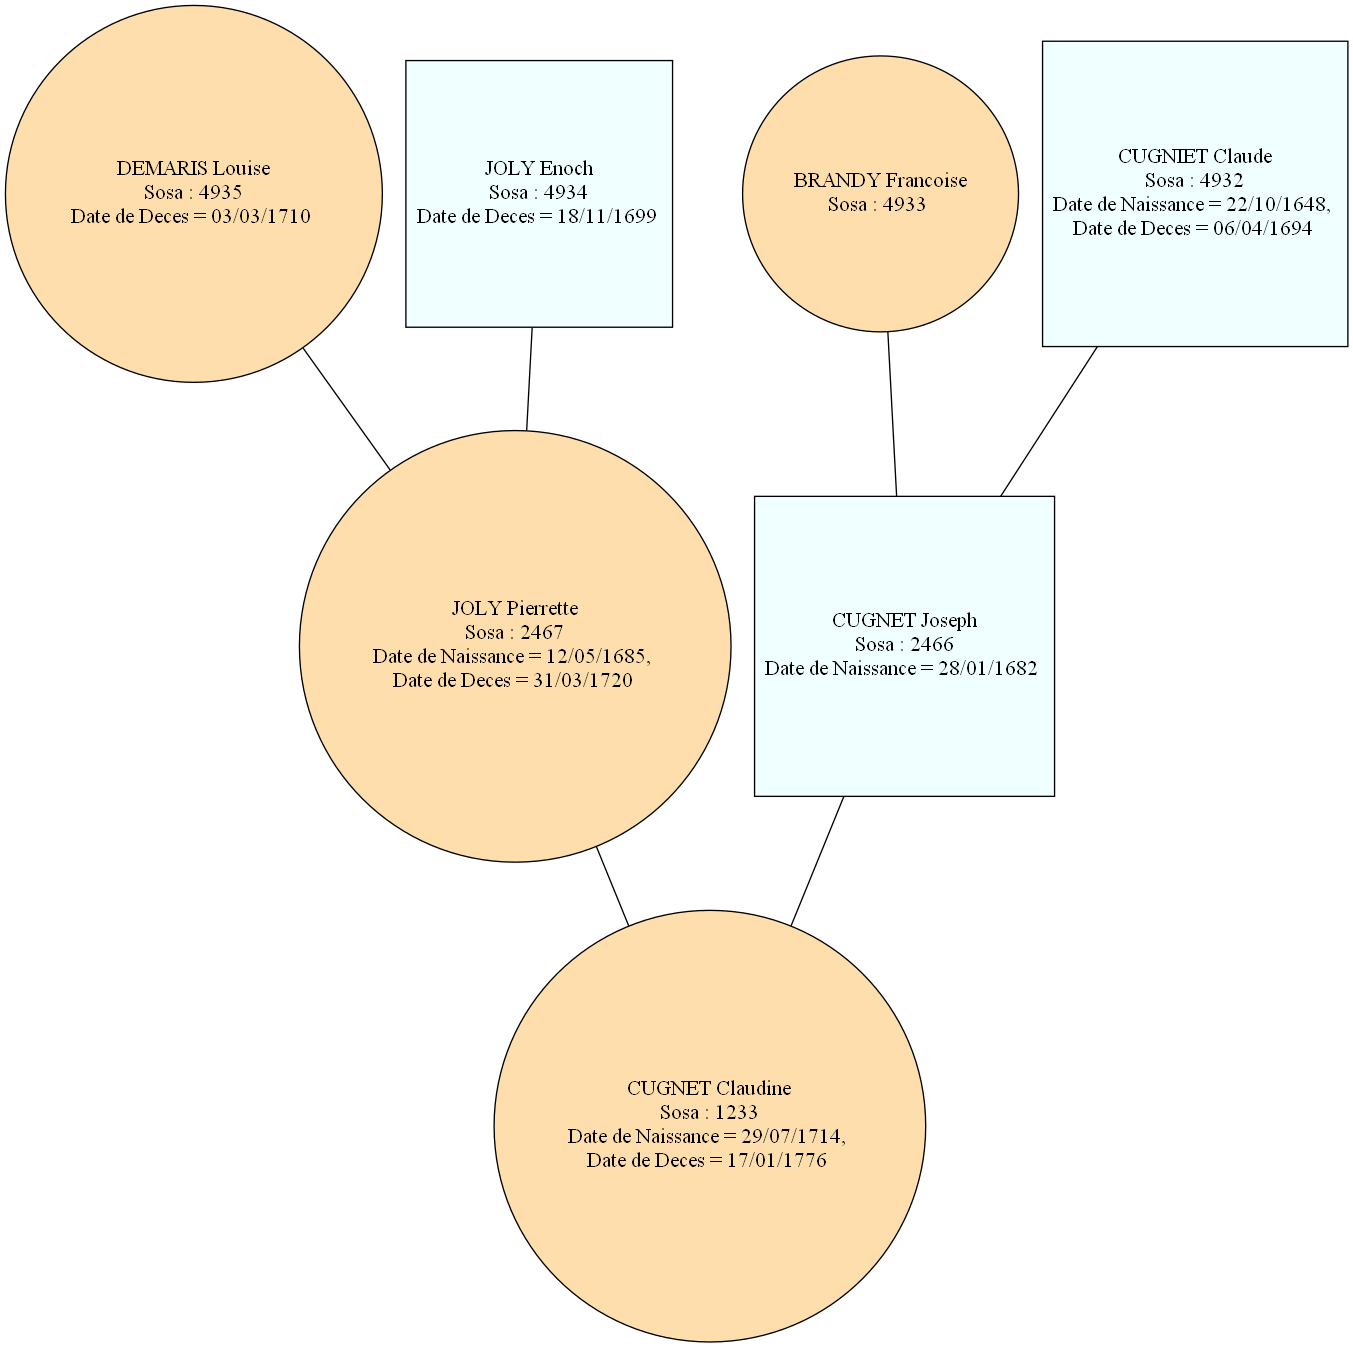 DEMARIS Louise
Sosa : 4935
Date de Deces = 03/03/1710
JOLY Enoch
Sosa : 4934
Date de Deces = 18/11/1699
BRANDY Francoise
Sosa : 4933
CUGNIET Claude
Sosa : 4932
Date de Naissance = 22/10/1648,
Date de Deces = 06/04/1694
JOLY Pierrette
Sosa : 2467
Date de Naissance = 12/05/1685,
Date de Deces = 31/03/1720
CUGNET Joseph
Sosa : 2466
Date de Naissance = 28/01/1682
CUGNET Claudine
Sosa : 1233
Date de Naissance = 29/07/1714,
Date de Deces = 17/01/1776